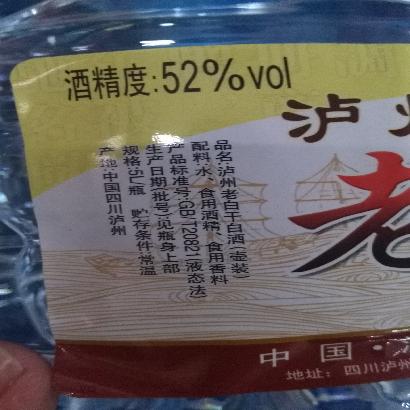 酒精度:52%vol
泸州
老
品名:泸州老白干白酒(壶装)
配料:水、食用酒精、食用香料
产品标准号:GB/T20821(液态法)
生产日期(批号):见瓶身上部
规格:5L/瓶 贮存条件:常温
产地:中国四川泸州
中国·
地址:四川泸州